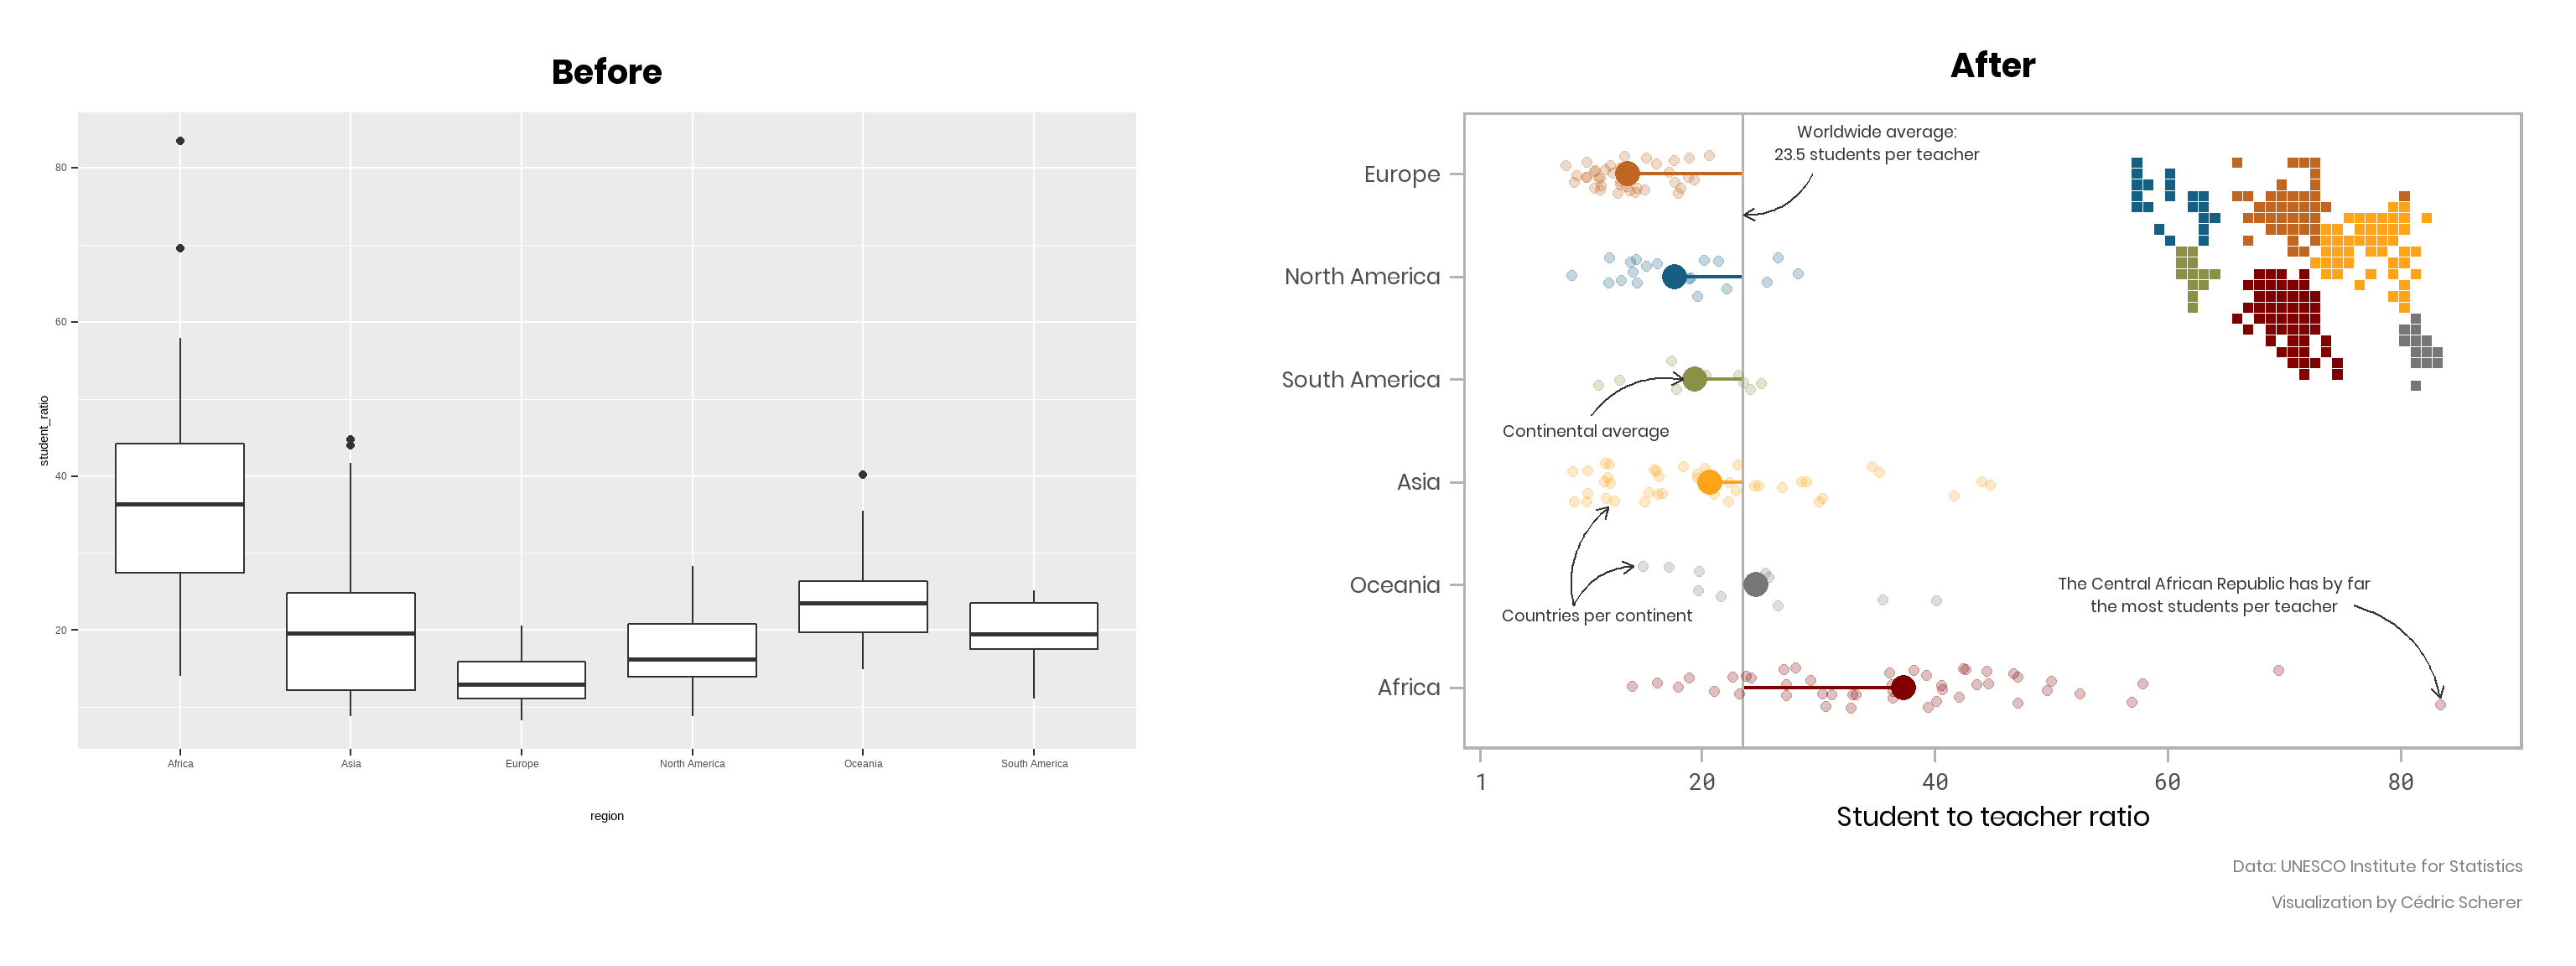 Before
80
60
40
20
student_ratio
Africa
Asia
Europe
North America
Oceania
South America
region
After
Worldwide average:
23.5 students per teacher
Europe
North America
South America
Continental average
Asia
Oceania
Countries per continent
The Central African Republic has by far
the most students per teacher
Africa
1
20
40
60
80
Student to teacher ratio
Data: UNESCO Institute for Statistics
Visualization by Cédric Scherer